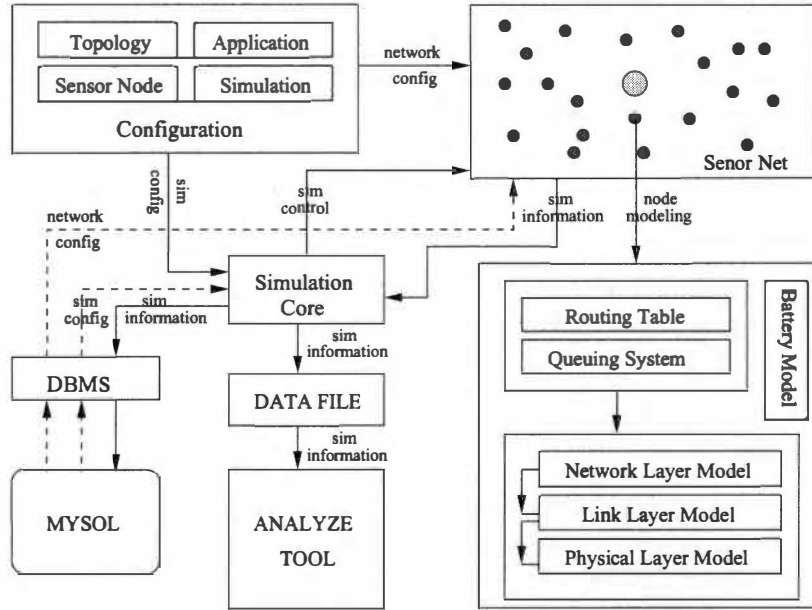 Topology
Application
Sensor Node
Simulation
Configuration
network
config
Senor Net
sim
config
sim
control
sim
information
node
modeling
network
config
sim
config
sim
information
Simulation
Core
sim
information
DBMS
DATA FILE
sim
information
MYSOL
ANALYZE
TOOL
Routing Table
Queuing System
Battery Model
Network Layer Model
Link Layer Model
Physical Layer Model